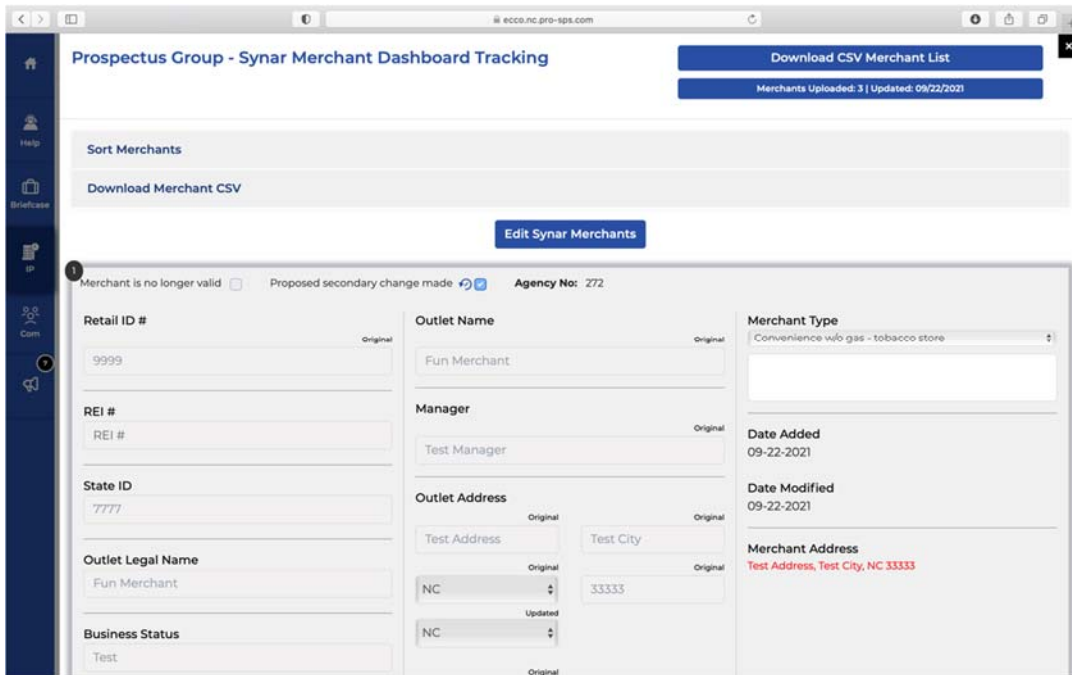 ecco.nc.pro-sps.com
Prospectus Group - Synar Merchant Dashboard Tracking
Download CSV Merchant List
Merchants Uploaded: 3 | Updated: 09/22/2021
Help
Briefcase
IP
Com
?
Sort Merchants
Download Merchant CSV
Edit Synar Merchants
1
Merchant is no longer valid Proposed secondary change made Agency No: 272
Retail ID #
Original
9999
REI #
REI #
State ID
7777
Outlet Legal Name
Fun Merchant
Business Status
Test
Outlet Name
Original
Fun Merchant
Manager
Original
Test Manager
Outlet Address
Original Original
Test Address Test City
Original Original
NC 33333
Updated
NC
Original
Merchant Type
Convenience w/o gas - tobacco store
Date Added
09-22-2021
Date Modified
09-22-2021
Merchant Address
Test Address, Test City, NC 33333